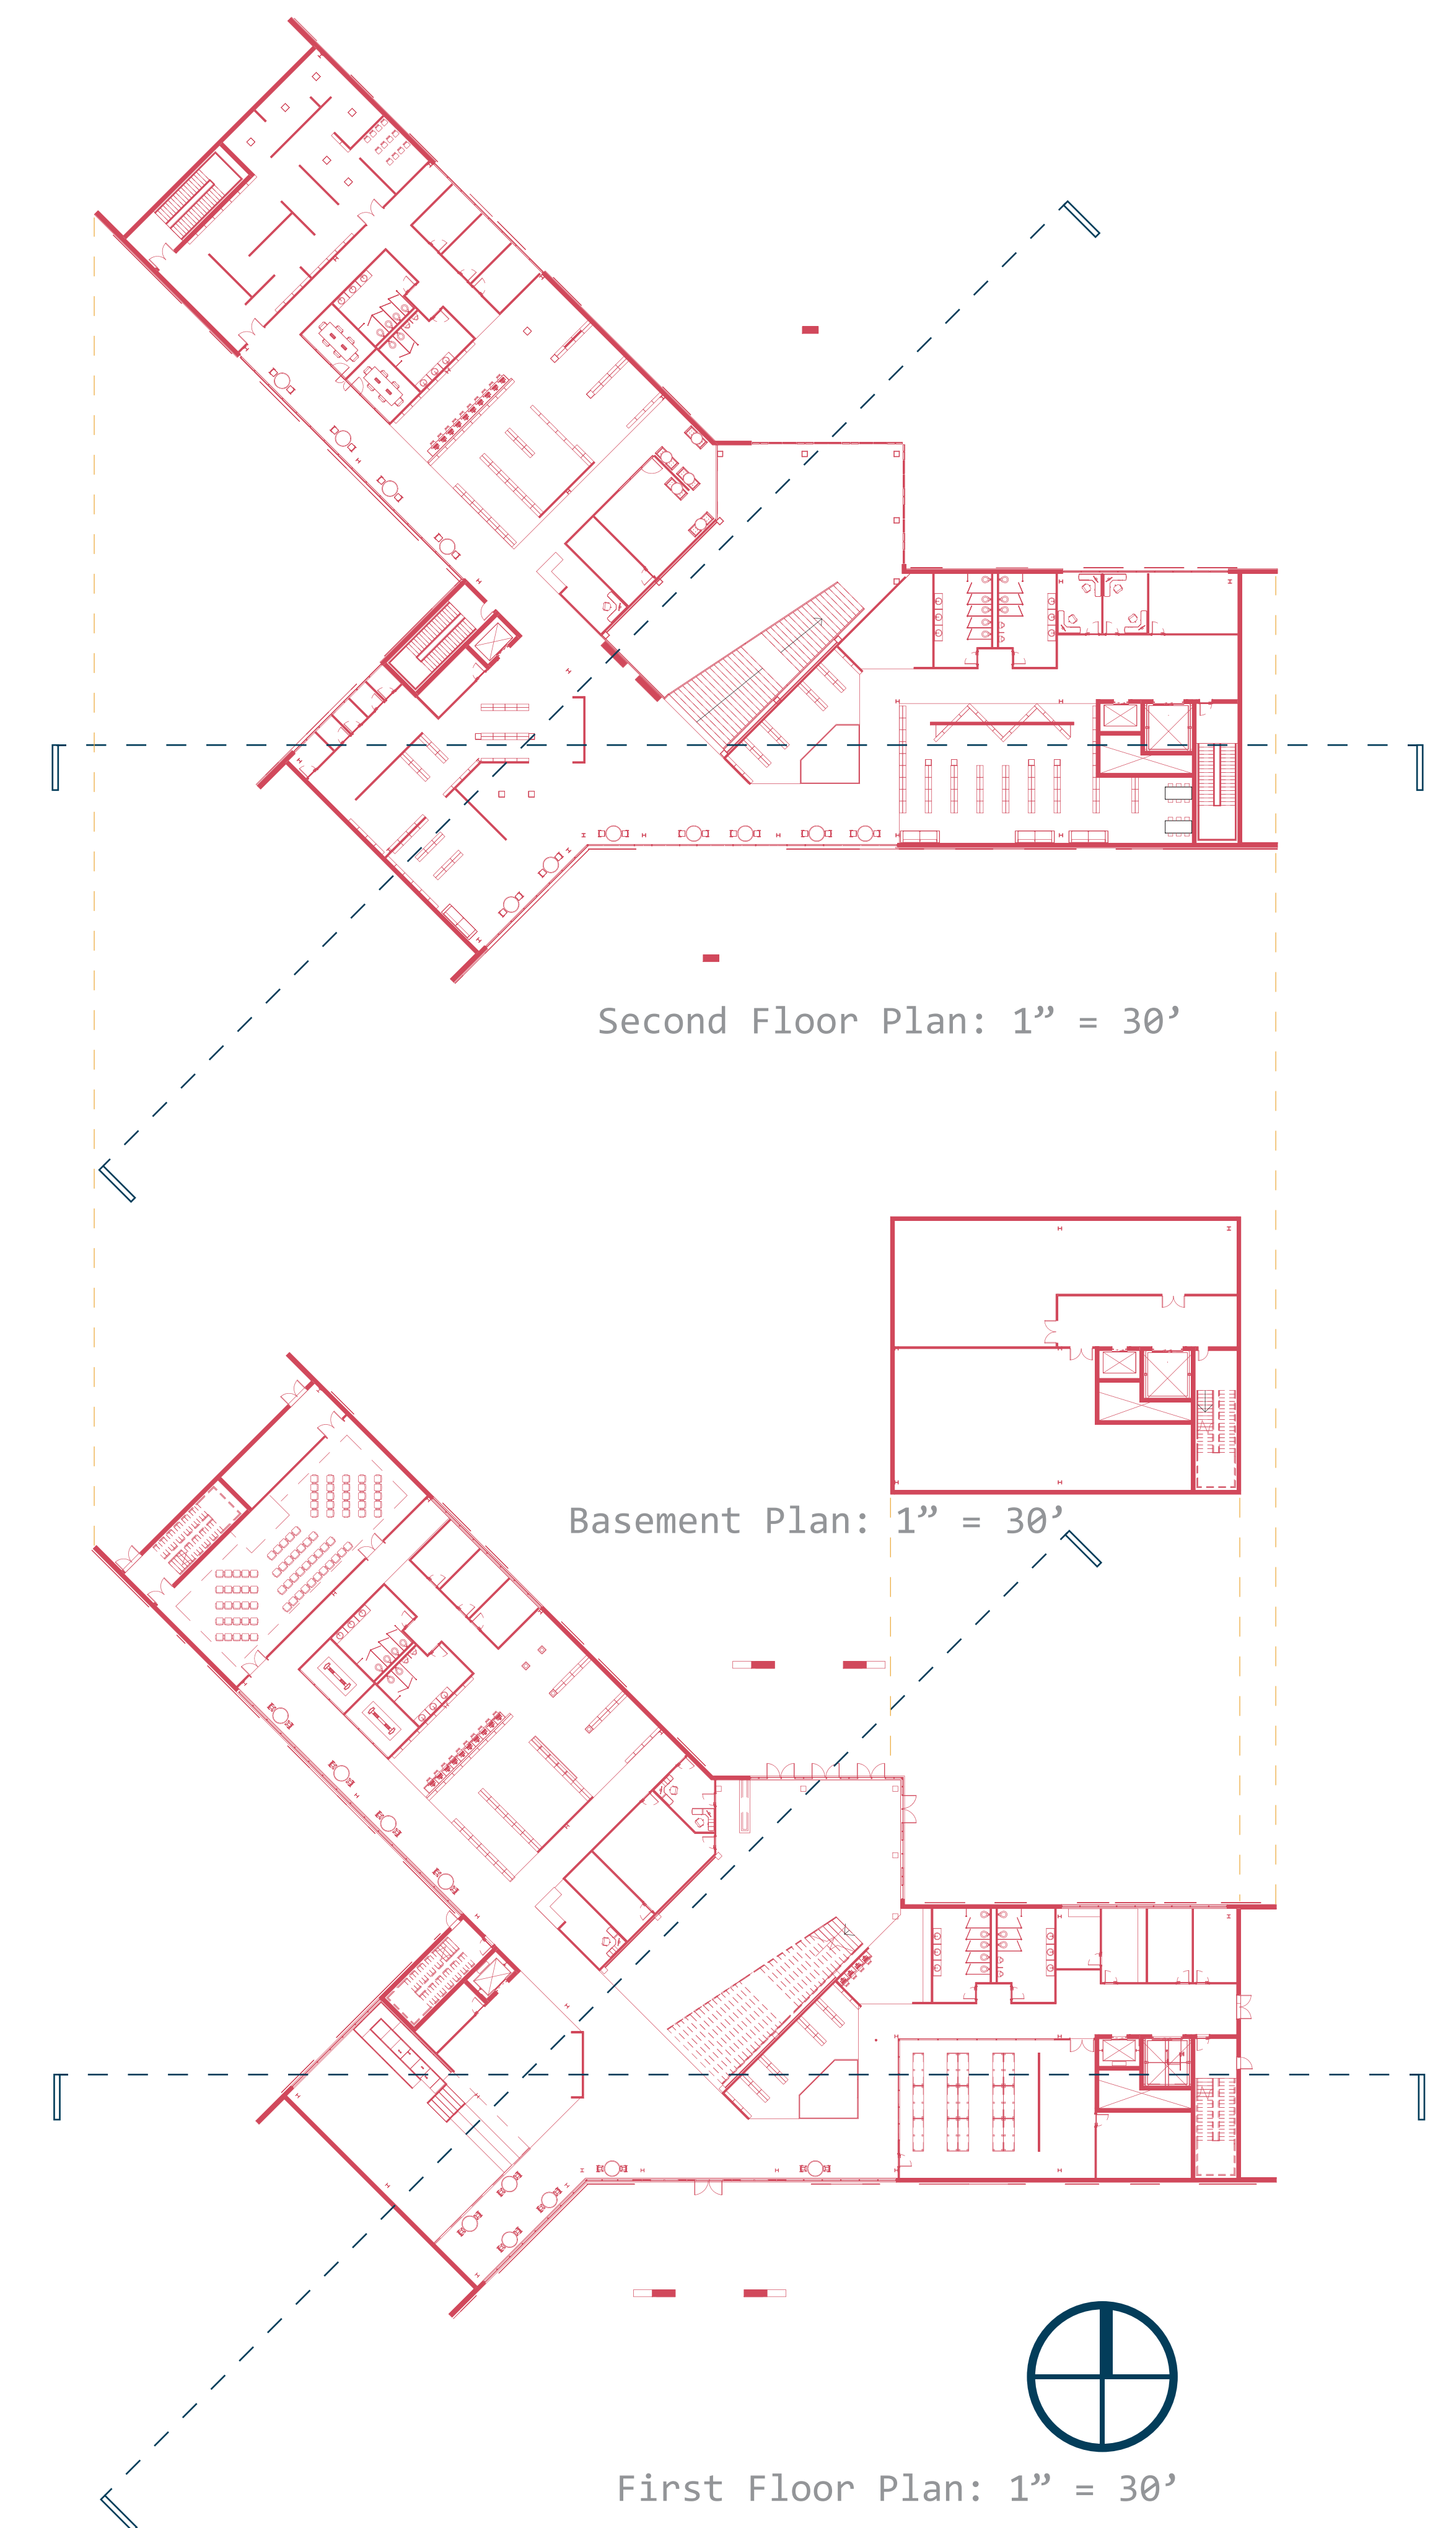 Second Floor Plan: 1” = 30’
Basement Plan: 1” = 30’
First Floor Plan: 1” = 30’